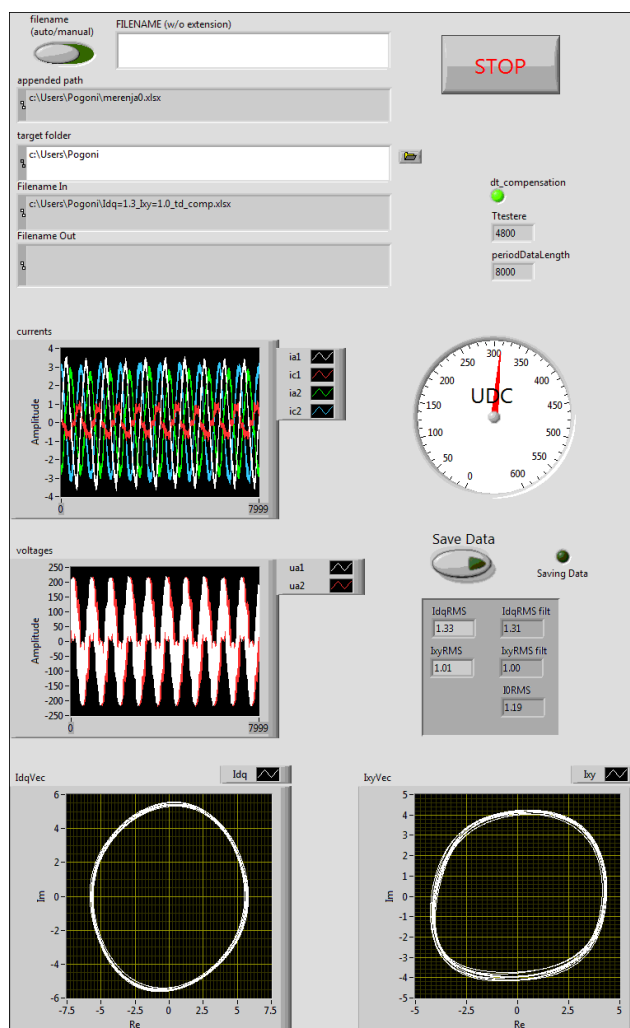 filename
(auto/manual)
FILENAME (w/o extension)
STOP
appended path
c:\Users\Pogoni\merenja0.xlsx
target folder
c:\Users\Pogoni
Filename In
c:\Users\Pogoni\Idq=1.3_Ixy=1.0_td_comp.xlsx
Filename Out
dt_compensation
Ttestere
4800
periodDataLength
8000
currents
4
3
2
1
0
-1
-2
-3
-4
Amplitude
0
7999
ia1
ic1
ia2
ic2
UDC
0
50
100
150
200
250
300
350
400
450
500
550
600
voltages
250
200
150
100
50
0
-50
-100
-150
-200
-250
Amplitude
0
7999
ua1
ua2
Save Data
Saving Data
IdqRMS
1.33
IdqRMS filt
1.31
IxyRMS
1.01
IxyRMS filt
1.00
I0RMS
1.19
IdqVec
Idq
6
4
2
0
-2
-4
-6
Im
-7.5
-5
-2.5
0
2.5
5
7.5
Re
IxyVec
Ixy
5
4
3
2
1
0
-1
-2
-3
-4
-5
Im
-5
-2.5
0
2.5
5
Re